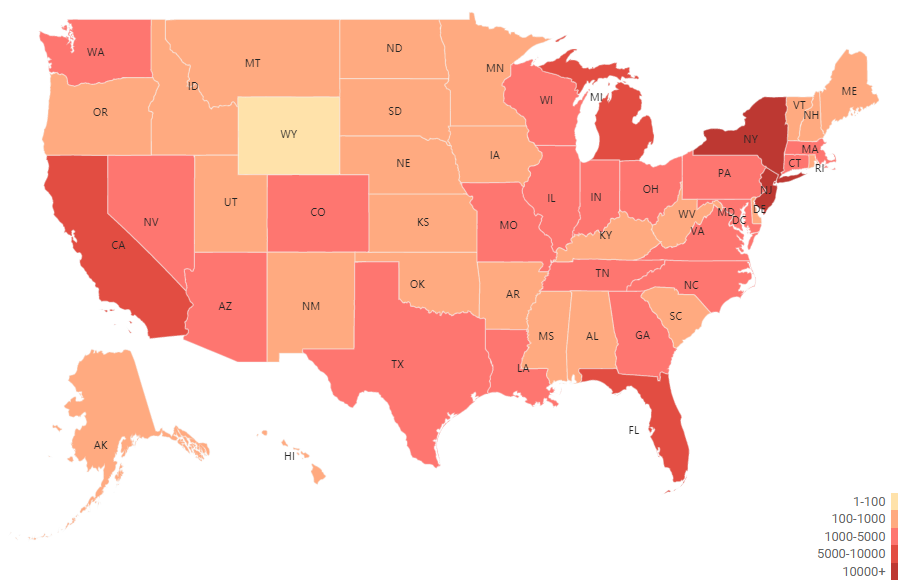 WA
ND
MT
MN
ME
ID
OR
SD
WI
MI
VT
NH
WY
NY
MA
IA
NE
CT
RI
PA
NJ
UT
CO
IL
IN
OH
NV
KS
MO
WV
MD
DE
DC
CA
KY
VA
TN
AZ
NM
OK
AR
NC
SC
MS
AL
GA
TX
LA
FL
AK
HI
1-100
100-1000
1000-5000
5000-10000
10000+